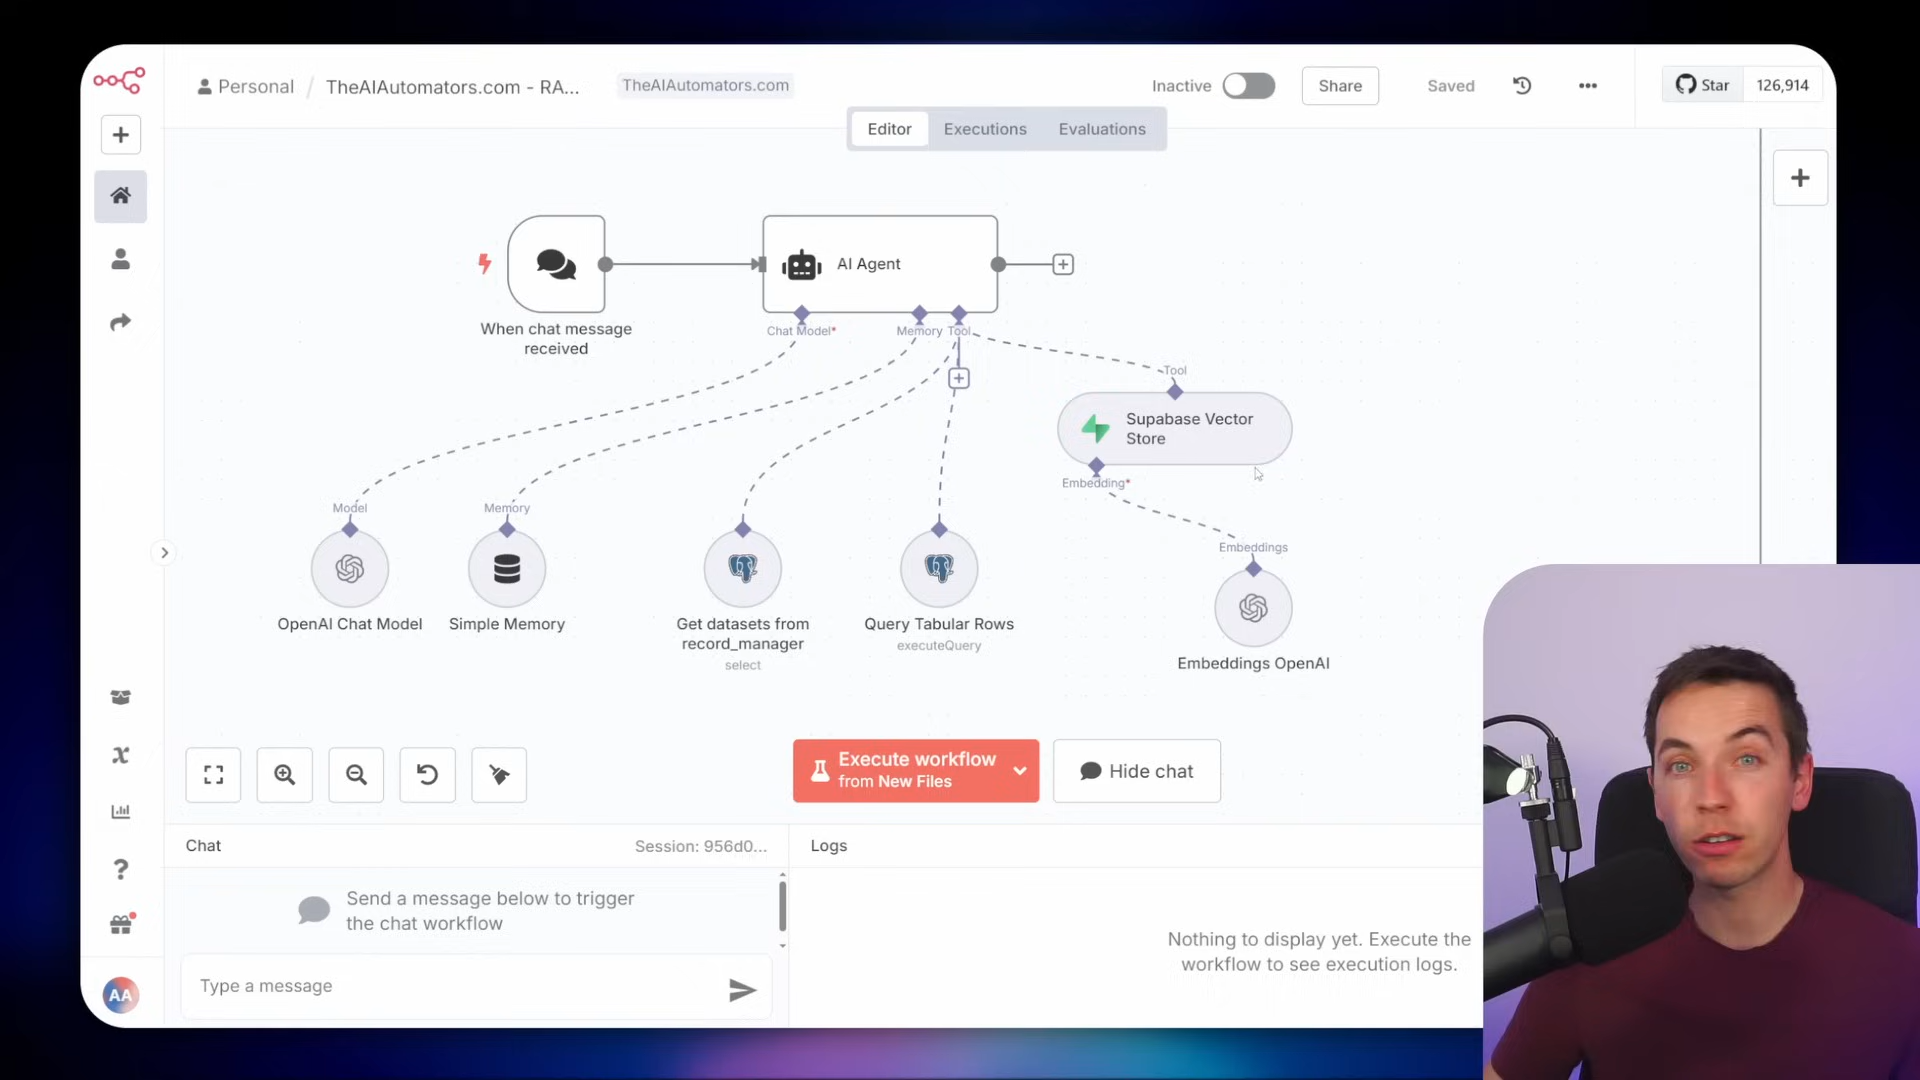 Personal / TheAIAutomators.com - RA...
TheAIAutomators.com
Inactive
Share
Saved
Star
126,914
Editor
Executions
Evaluations
AI Agent
When chat message
received
Chat Model*
Memory
Tool
Tool
Supabase Vector
Store
Embedding*
Model
Memory
Embeddings
OpenAI Chat Model
Simple Memory
Get datasets from
record_manager
select
Query Tabular Rows
executeQuery
Embeddings OpenAI
Execute workflow
from New Files
Hide chat
Chat
Session: 956d0...
Logs
Send a message below to trigger
the chat workflow
Nothing to display yet. Execute the
workflow to see execution logs.
Type a message
AA